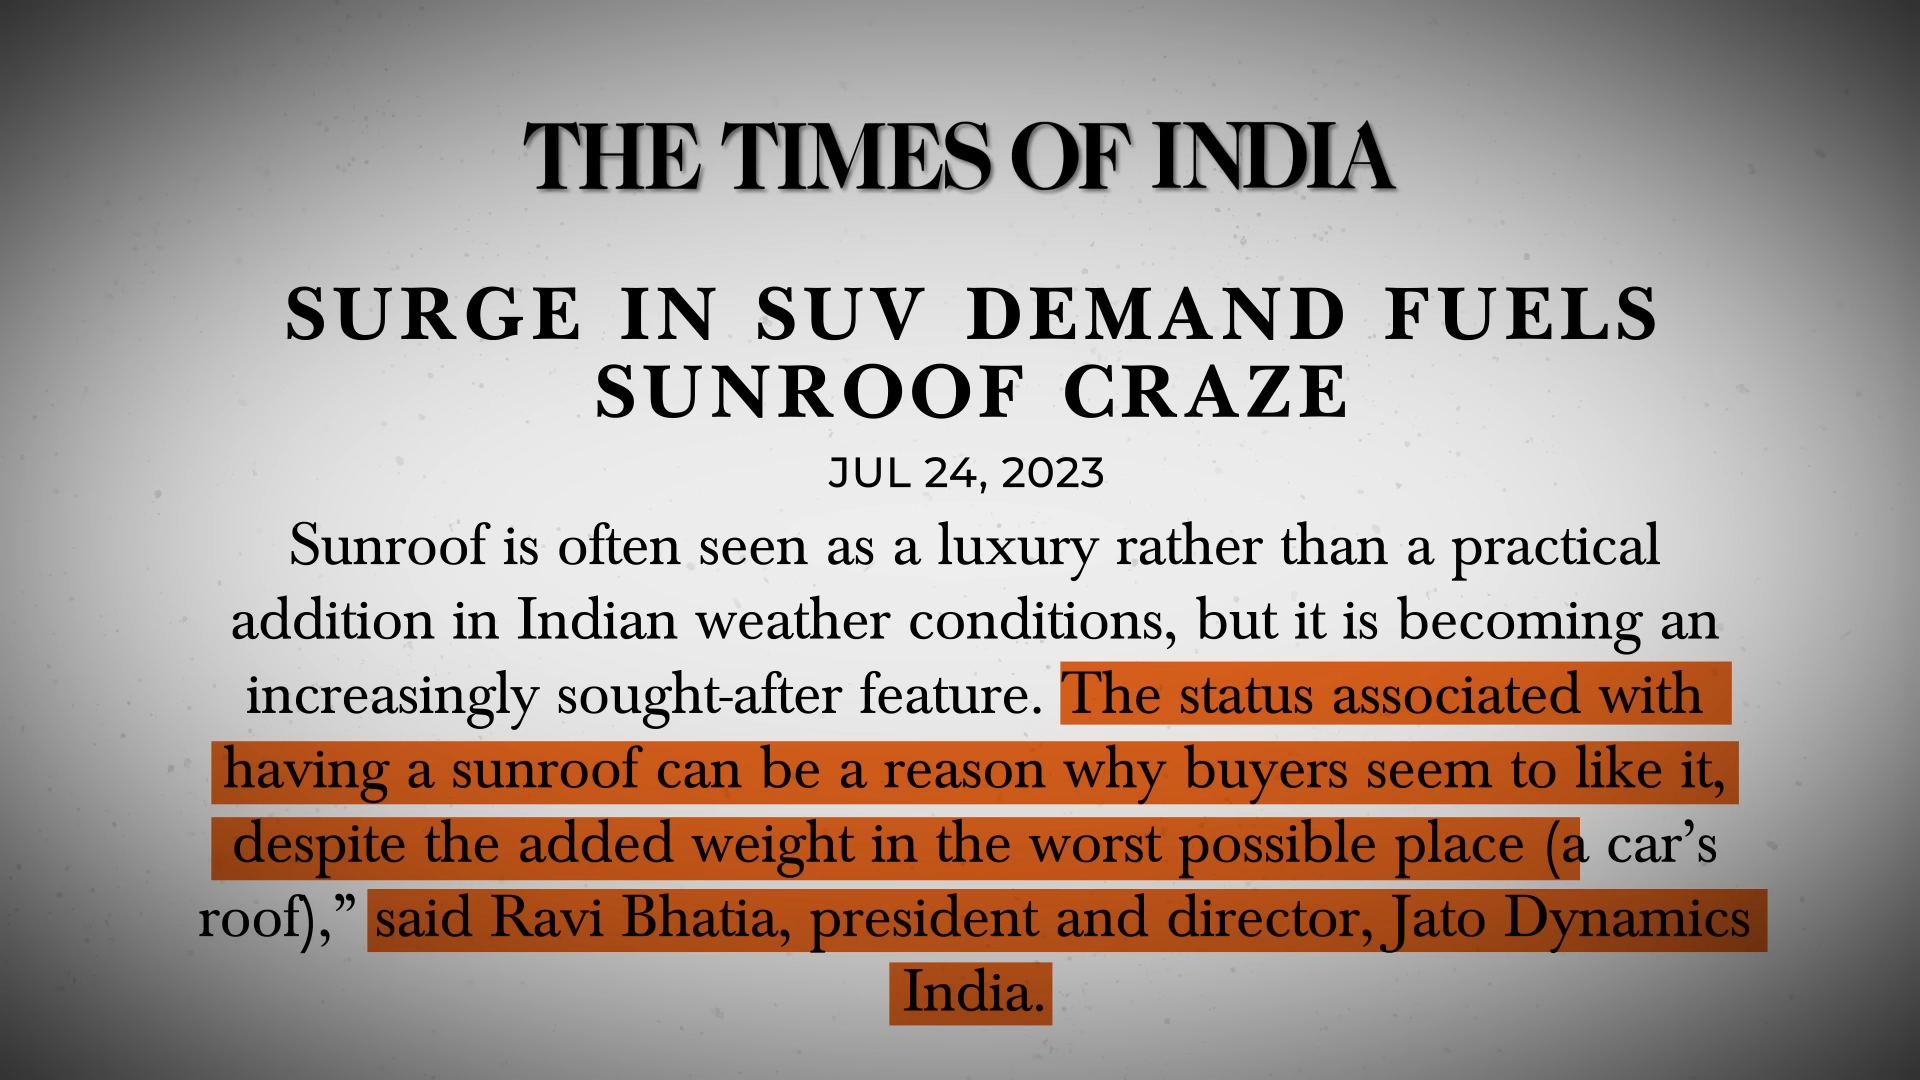 THE TIMES OF INDIA
SURGE IN SUV DEMAND FUELS
SUNROOF CRAZE
JUL 24, 2023
Sunroof is often seen as a luxury rather than a practical
addition in Indian weather conditions, but it is becoming an
increasingly sought-after feature. The status associated with
having a sunroof can be a reason why buyers seem to like it,
despite the added weight in the worst possible place (a car’s
roof),” said Ravi Bhatia, president and director, Jato Dynamics
India.